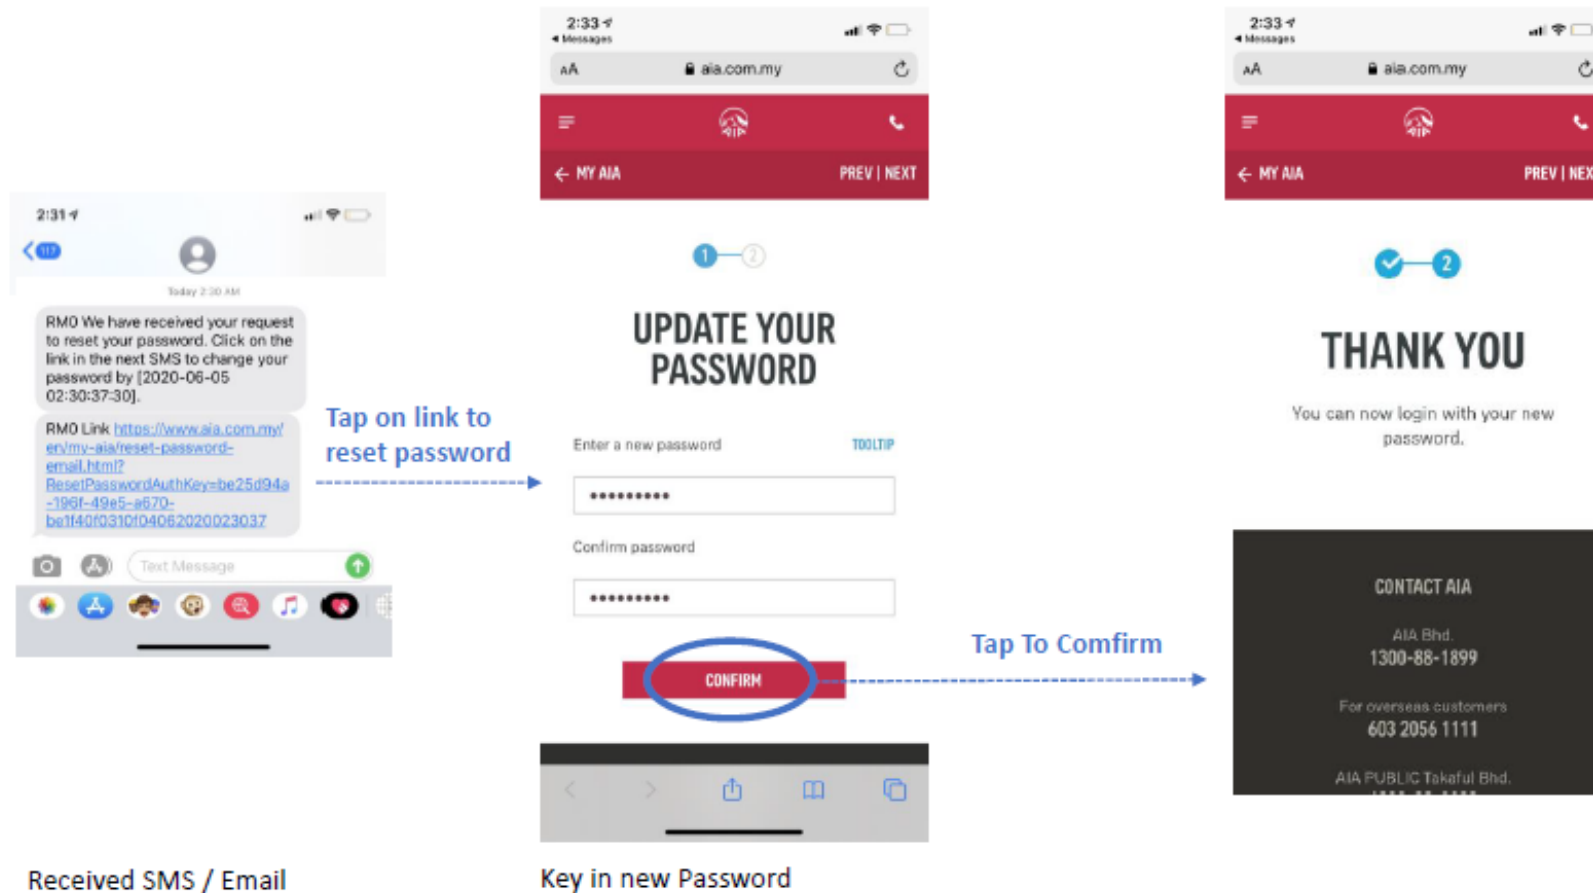 2:31
117
Today 2:30 AM
RM0 We have received your request
to reset your password. Click on the
link in the next SMS to change your
password by [2020-06-05
02:30:37:30].
RM0 Link https://www.aia.com.my/
en/my-aia/reset-password-
email.html?
ResetPasswordAuthKey=be25d94a
-196f-49e5-a670-
be1f40f0310f04062020023037
Text Message
Received SMS / Email
Tap on link to
reset password
2:33
Messages
AA
aia.com.my
AIA
MY AIA
PREV | NEXT
1
2
UPDATE YOUR
PASSWORD
Enter a new password
TOOLTIP
•••••••••
Confirm password
•••••••••
CONFIRM
Key in new Password
Tap To Comfirm
2:33
Messages
AA
aia.com.my
AIA
MY AIA
PREV | NEX
2
THANK YOU
You can now login with your new
password.
CONTACT AIA
AIA Bhd.
1300-88-1899
For overseas customers
603 2056 1111
AIA PUBLIC Takaful Bhd.